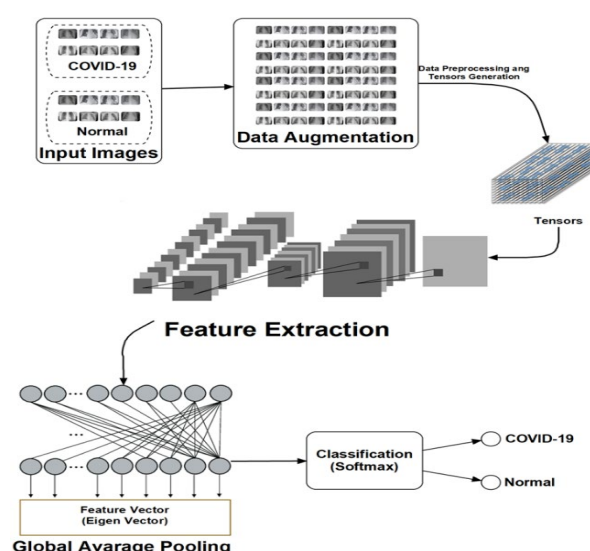 COVID-19
Normal
Input Images
Data Augmentation
Data Preprocessing ang
Tensors Generation
Tensors
Feature Extraction
...
...
...
Classification
(Softmax)
COVID-19
Normal
Feature Vector
(Eigen Vector)
Global Avarage Pooling